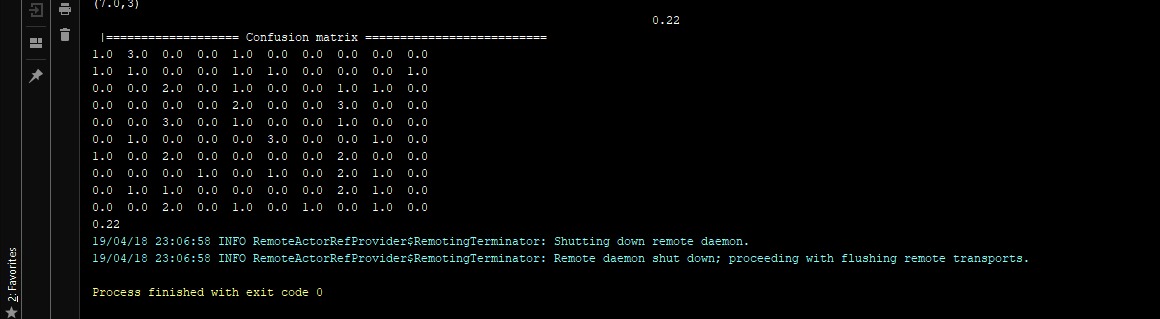 (7.0,3)
0.22
|=================== Confusion matrix ==========================
1.0 3.0 0.0 0.0 1.0 0.0 0.0 0.0 0.0 0.0
1.0 1.0 0.0 0.0 1.0 1.0 0.0 0.0 0.0 1.0
0.0 0.0 2.0 0.0 1.0 0.0 0.0 1.0 1.0 0.0
0.0 0.0 0.0 0.0 2.0 0.0 0.0 3.0 0.0 0.0
0.0 0.0 3.0 0.0 1.0 0.0 0.0 1.0 0.0 0.0
0.0 1.0 0.0 0.0 0.0 3.0 0.0 0.0 1.0 0.0
1.0 0.0 2.0 0.0 0.0 0.0 0.0 2.0 0.0 0.0
0.0 0.0 0.0 1.0 0.0 1.0 0.0 2.0 1.0 0.0
0.0 1.0 1.0 0.0 0.0 0.0 0.0 2.0 1.0 0.0
0.0 0.0 2.0 0.0 1.0 0.0 1.0 0.0 1.0 0.0
0.22
19/04/18 23:06:58 INFO RemoteActorRefProvider$RemotingTerminator: Shutting down remote daemon.
19/04/18 23:06:58 INFO RemoteActorRefProvider$RemotingTerminator: Remote daemon shut down; proceeding with flushing remote transports.
Process finished with exit code 0
2: Favorites